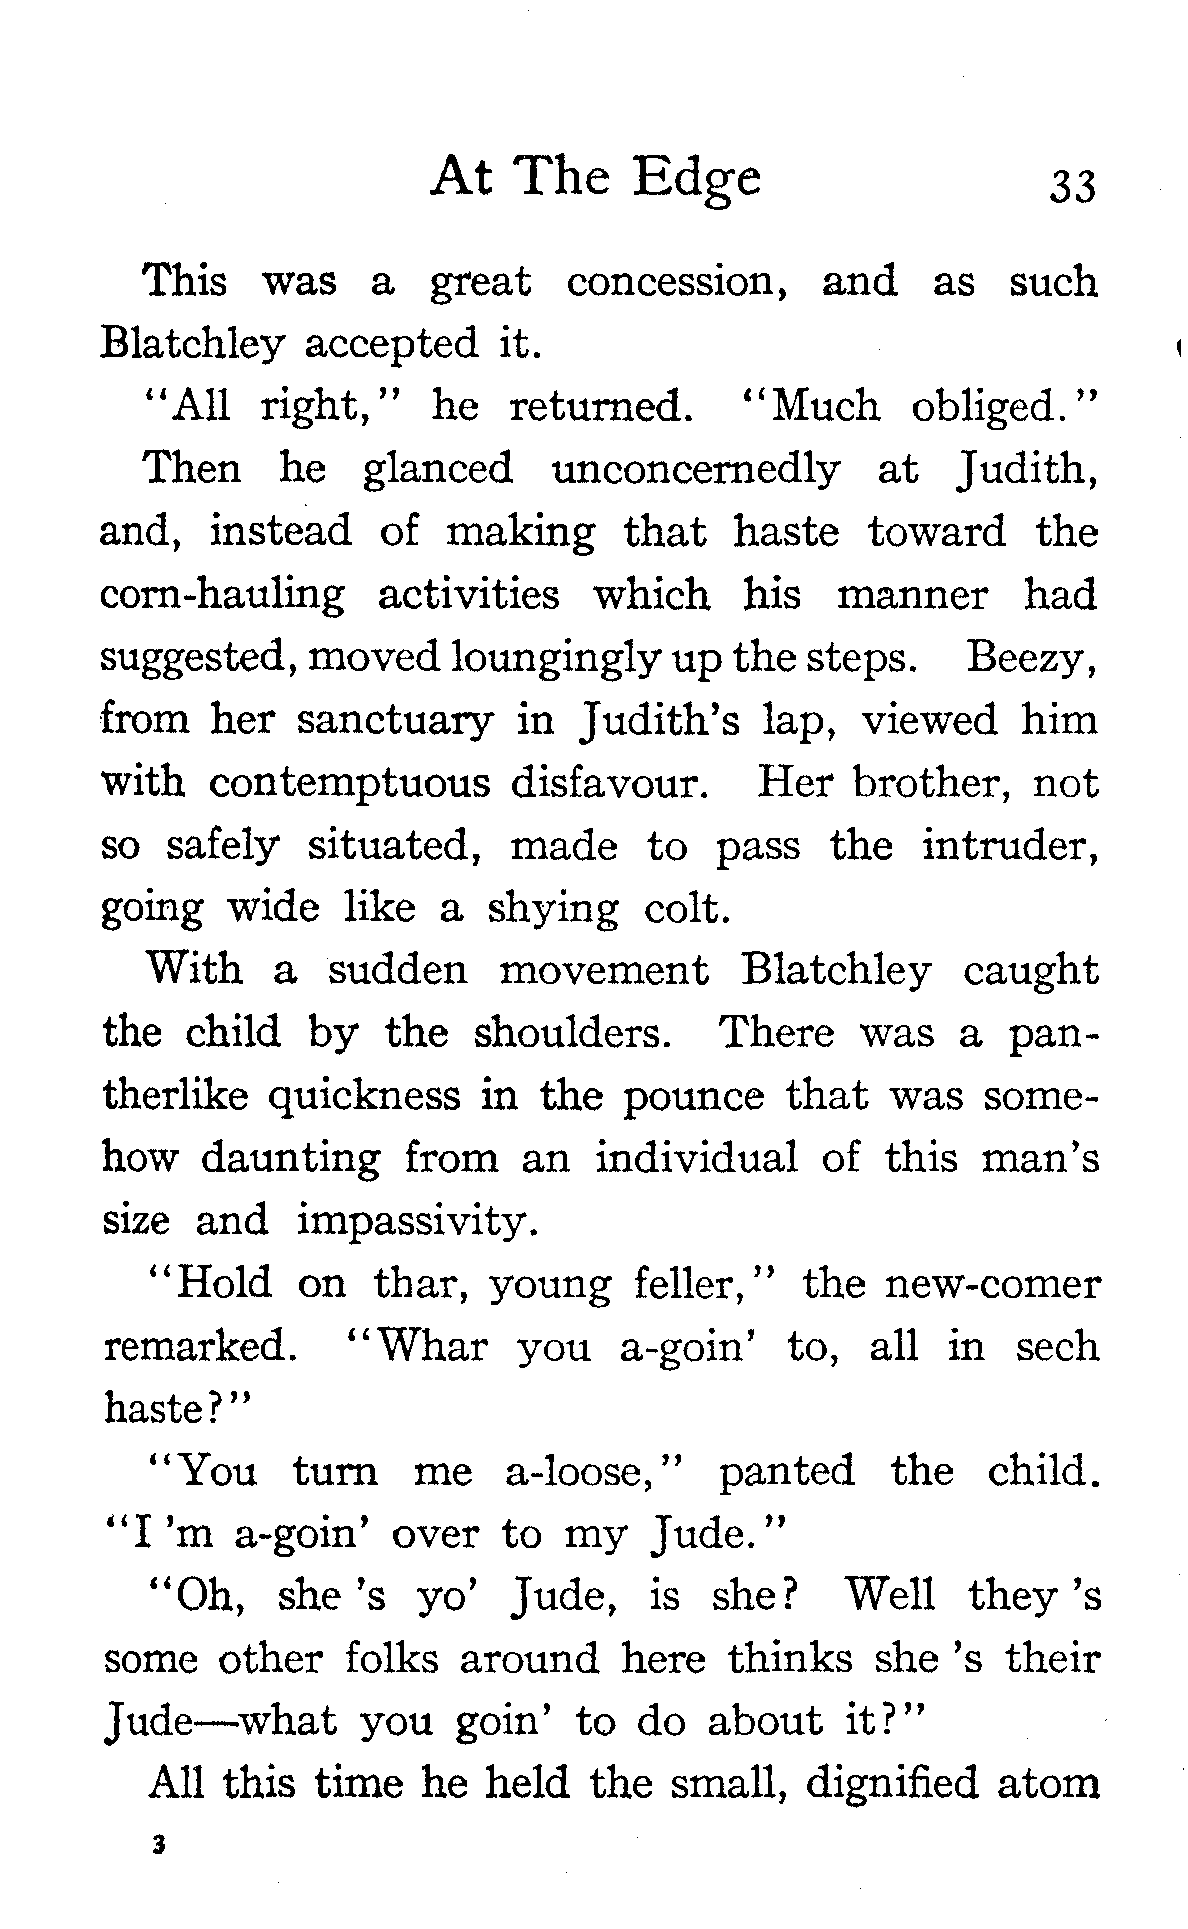 At The Edge 33
This was a great concession, and as such
Blatchley accepted it.
"All right," he returned. "Much obliged."
Then he glanced unconcernedly at Judith,
and, instead of making that haste toward the
corn-hauling activities which his manner had
suggested, moved loungingly up the steps. Beezy,
from her sanctuary in Judith's lap, viewed him
with contemptuous disfavour. Her brother, not
so safely situated, made to pass the intruder,
going wide like a shying colt.
With a sudden movement Blatchley caught
the child by the shoulders. There was a pan-
therlike quickness in the pounce that was some-
how daunting from an individual of this man's
size and impassivity.
"Hold on thar, young feller," the new-comer
remarked. "Whar you a-goin' to, all in sech
haste?"
"You turn me a-loose," panted the child.
"I 'm a-goin' over to my Jude."
"Oh, she 's yo' Jude, is she? Well they 's
some other folks around here thinks she 's their
Jude—what you goin' to do about it?"
All this time he held the small, dignified atom
3